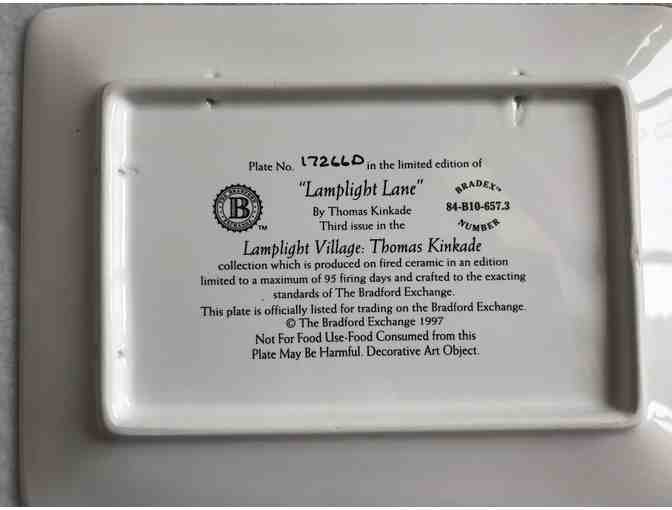 Plate No. 17266D in the limited edition of
"Lamplight Lane"
By Thomas Kinkade
Third issue in the
B
TM
BRADEX™
84-B10-657.3
NUMBER
Lamplight Village: Thomas Kinkade
collection which is produced on fired ceramic in an edition
limited to a maximum of 95 firing days and crafted to the exacting
standards of The Bradford Exchange.
This plate is officially listed for trading on the Bradford Exchange.
© The Bradford Exchange 1997
Not For Food Use-Food Consumed from this
Plate May Be Harmful. Decorative Art Object.